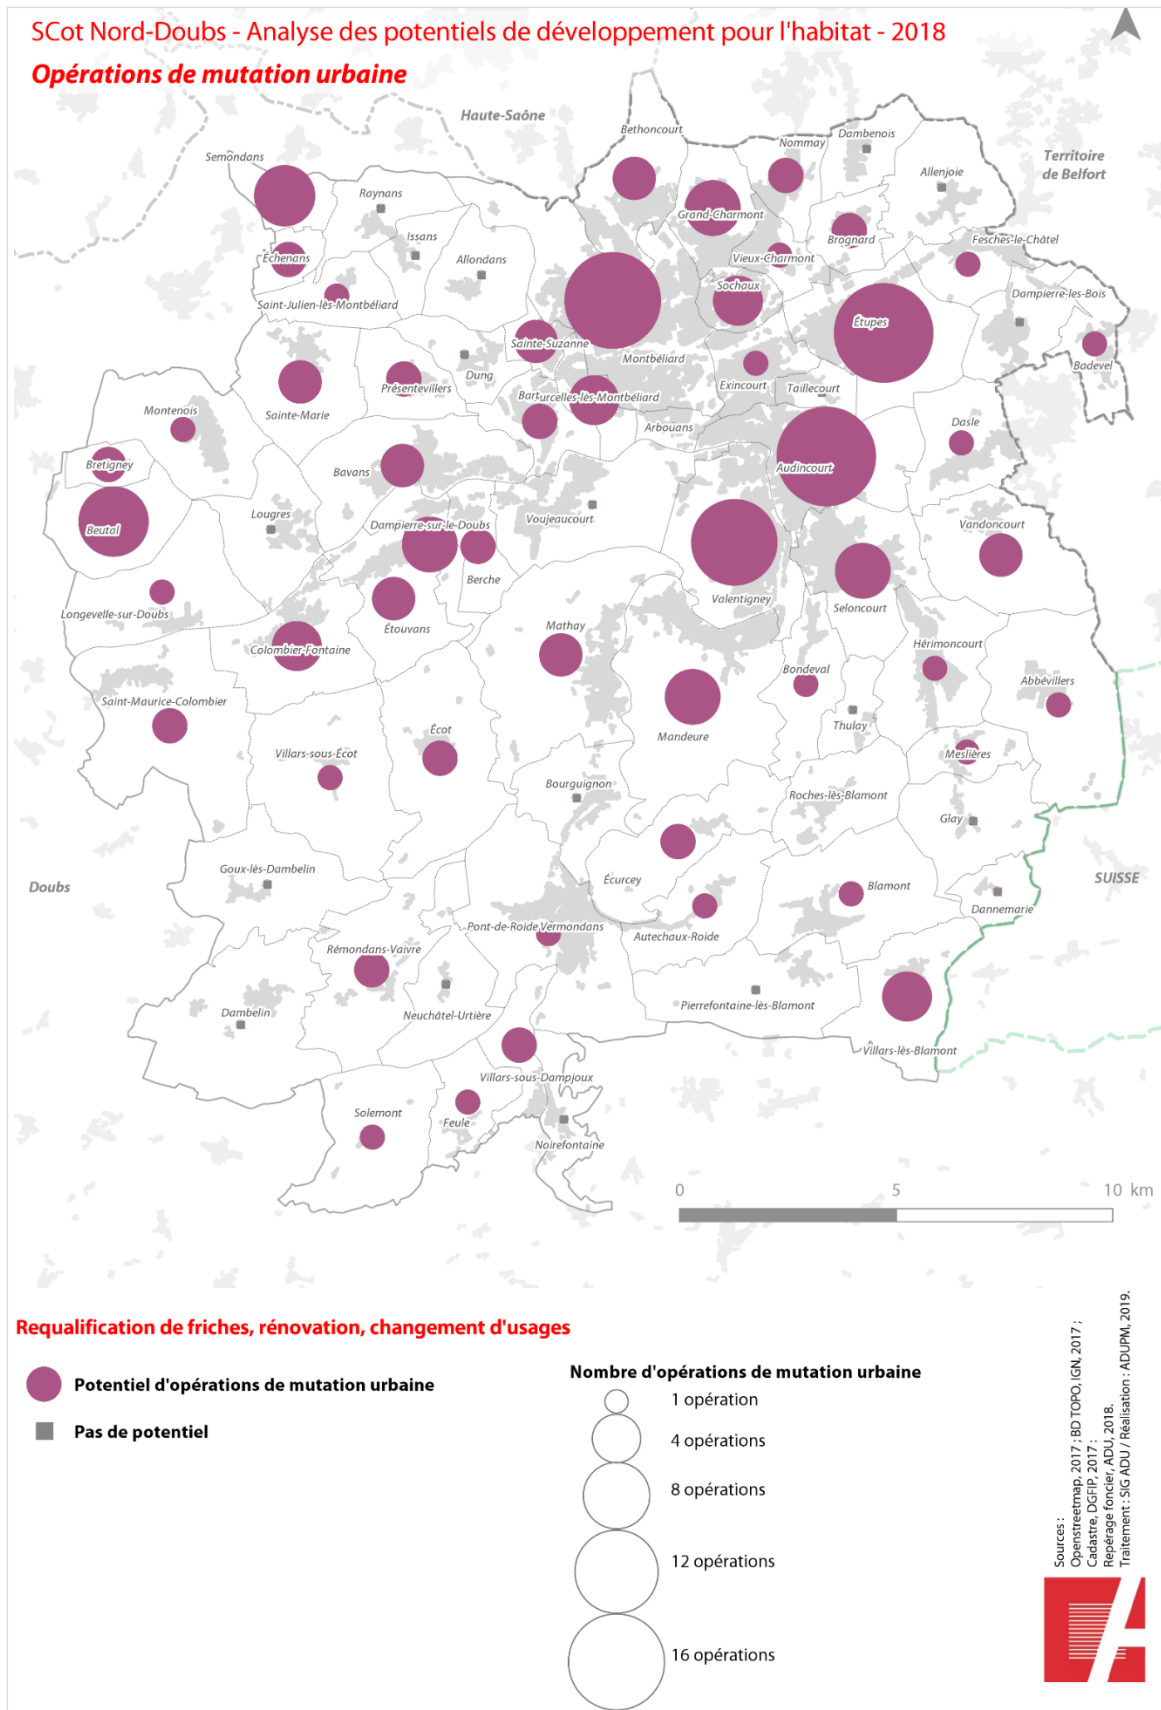 SCot Nord-Doubs - Analyse des potentiels de développement pour l'habitat - 2018
Opérations de mutation urbaine
Haute-Saône
Bethoncourt
Nommay
Dambenois
Territoire
de Belfort
Semondans
Raynans
Allenjoie
Grand-Charmont
Issans
Brognard
Fesches-le-Châtel
Échenans
Allondans
Vieux-Charmont
Saint-Julien-lès-Montbéliard
Sochaux
Dampierre-les-Bois
Étupes
Sainte-Suzanne
Montbéliard
Badevel
Dung
Présentevillers
Exincourt
Taillecourt
Bart
urcelles-lès-Montbéliard
Sainte-Marie
Montenois
Arbouans
Dasle
Bretigney
Bavans
Audincourt
Lougres
Voujeaucourt
Dampierre-sur-le-Doubs
Vandoncourt
Beutal
Berche
Valentigney
Longevelle-sur-Doubs
Étouvans
Seloncourt
Mathay
Colombier-Fontaine
Hérimoncourt
Bondeval
Abbévillers
Saint-Maurice-Colombier
Thulay
Écot
Mandeure
Villars-sous-Écot
Meslières
Bourguignon
Roches-lès-Blamont
Glay
Goux-lès-Dambelin
Écurcey
Blamont
Doubs
SUISSE
Dannemarie
Pont-de-Roide Vermondans
Autechaux-Roide
Rémondans-Vaivre
Dambelin
Neuchâtel-Urtière
Pierrefontaine-lès-Blamont
Villars-lès-Blamont
Villars-sous-Dampjoux
Solemont
Feule
Noirefontaine
0 5 10 km
Requalification de friches, rénovation, changement d'usages
Potentiel d'opérations de mutation urbaine
Pas de potentiel
Nombre d'opérations de mutation urbaine
1 opération
4 opérations
8 opérations
12 opérations
16 opérations
Sources :
Openstreetmap, 2017 ; BD TOPO, IGN, 2017 ;
Cadastre, DGFIP, 2017 :
Repérage foncier, ADU, 2018.
Traitement : SIG ADU / Réalisation : ADUPM, 2019.